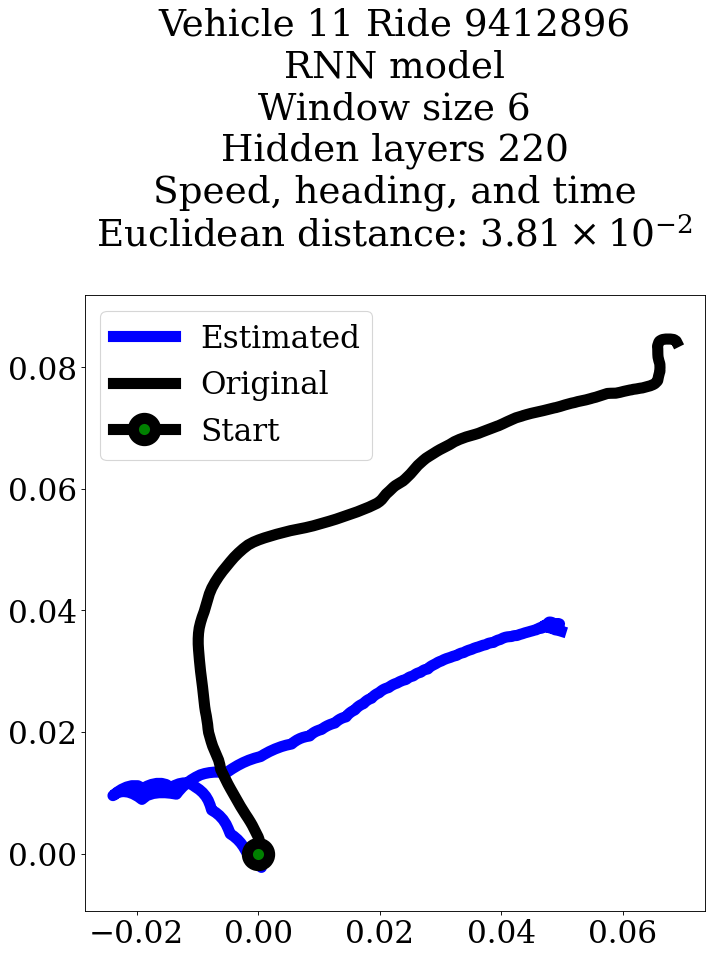 Vehicle 11 Ride 9412896
RNN model
Window size 6
Hidden layers 220
Speed, heading, and time
Euclidean distance: 3.81 × 10⁻²
Estimated
Original
Start
0.08
0.06
0.04
0.02
0.00
−0.02 0.00 0.02 0.04 0.06